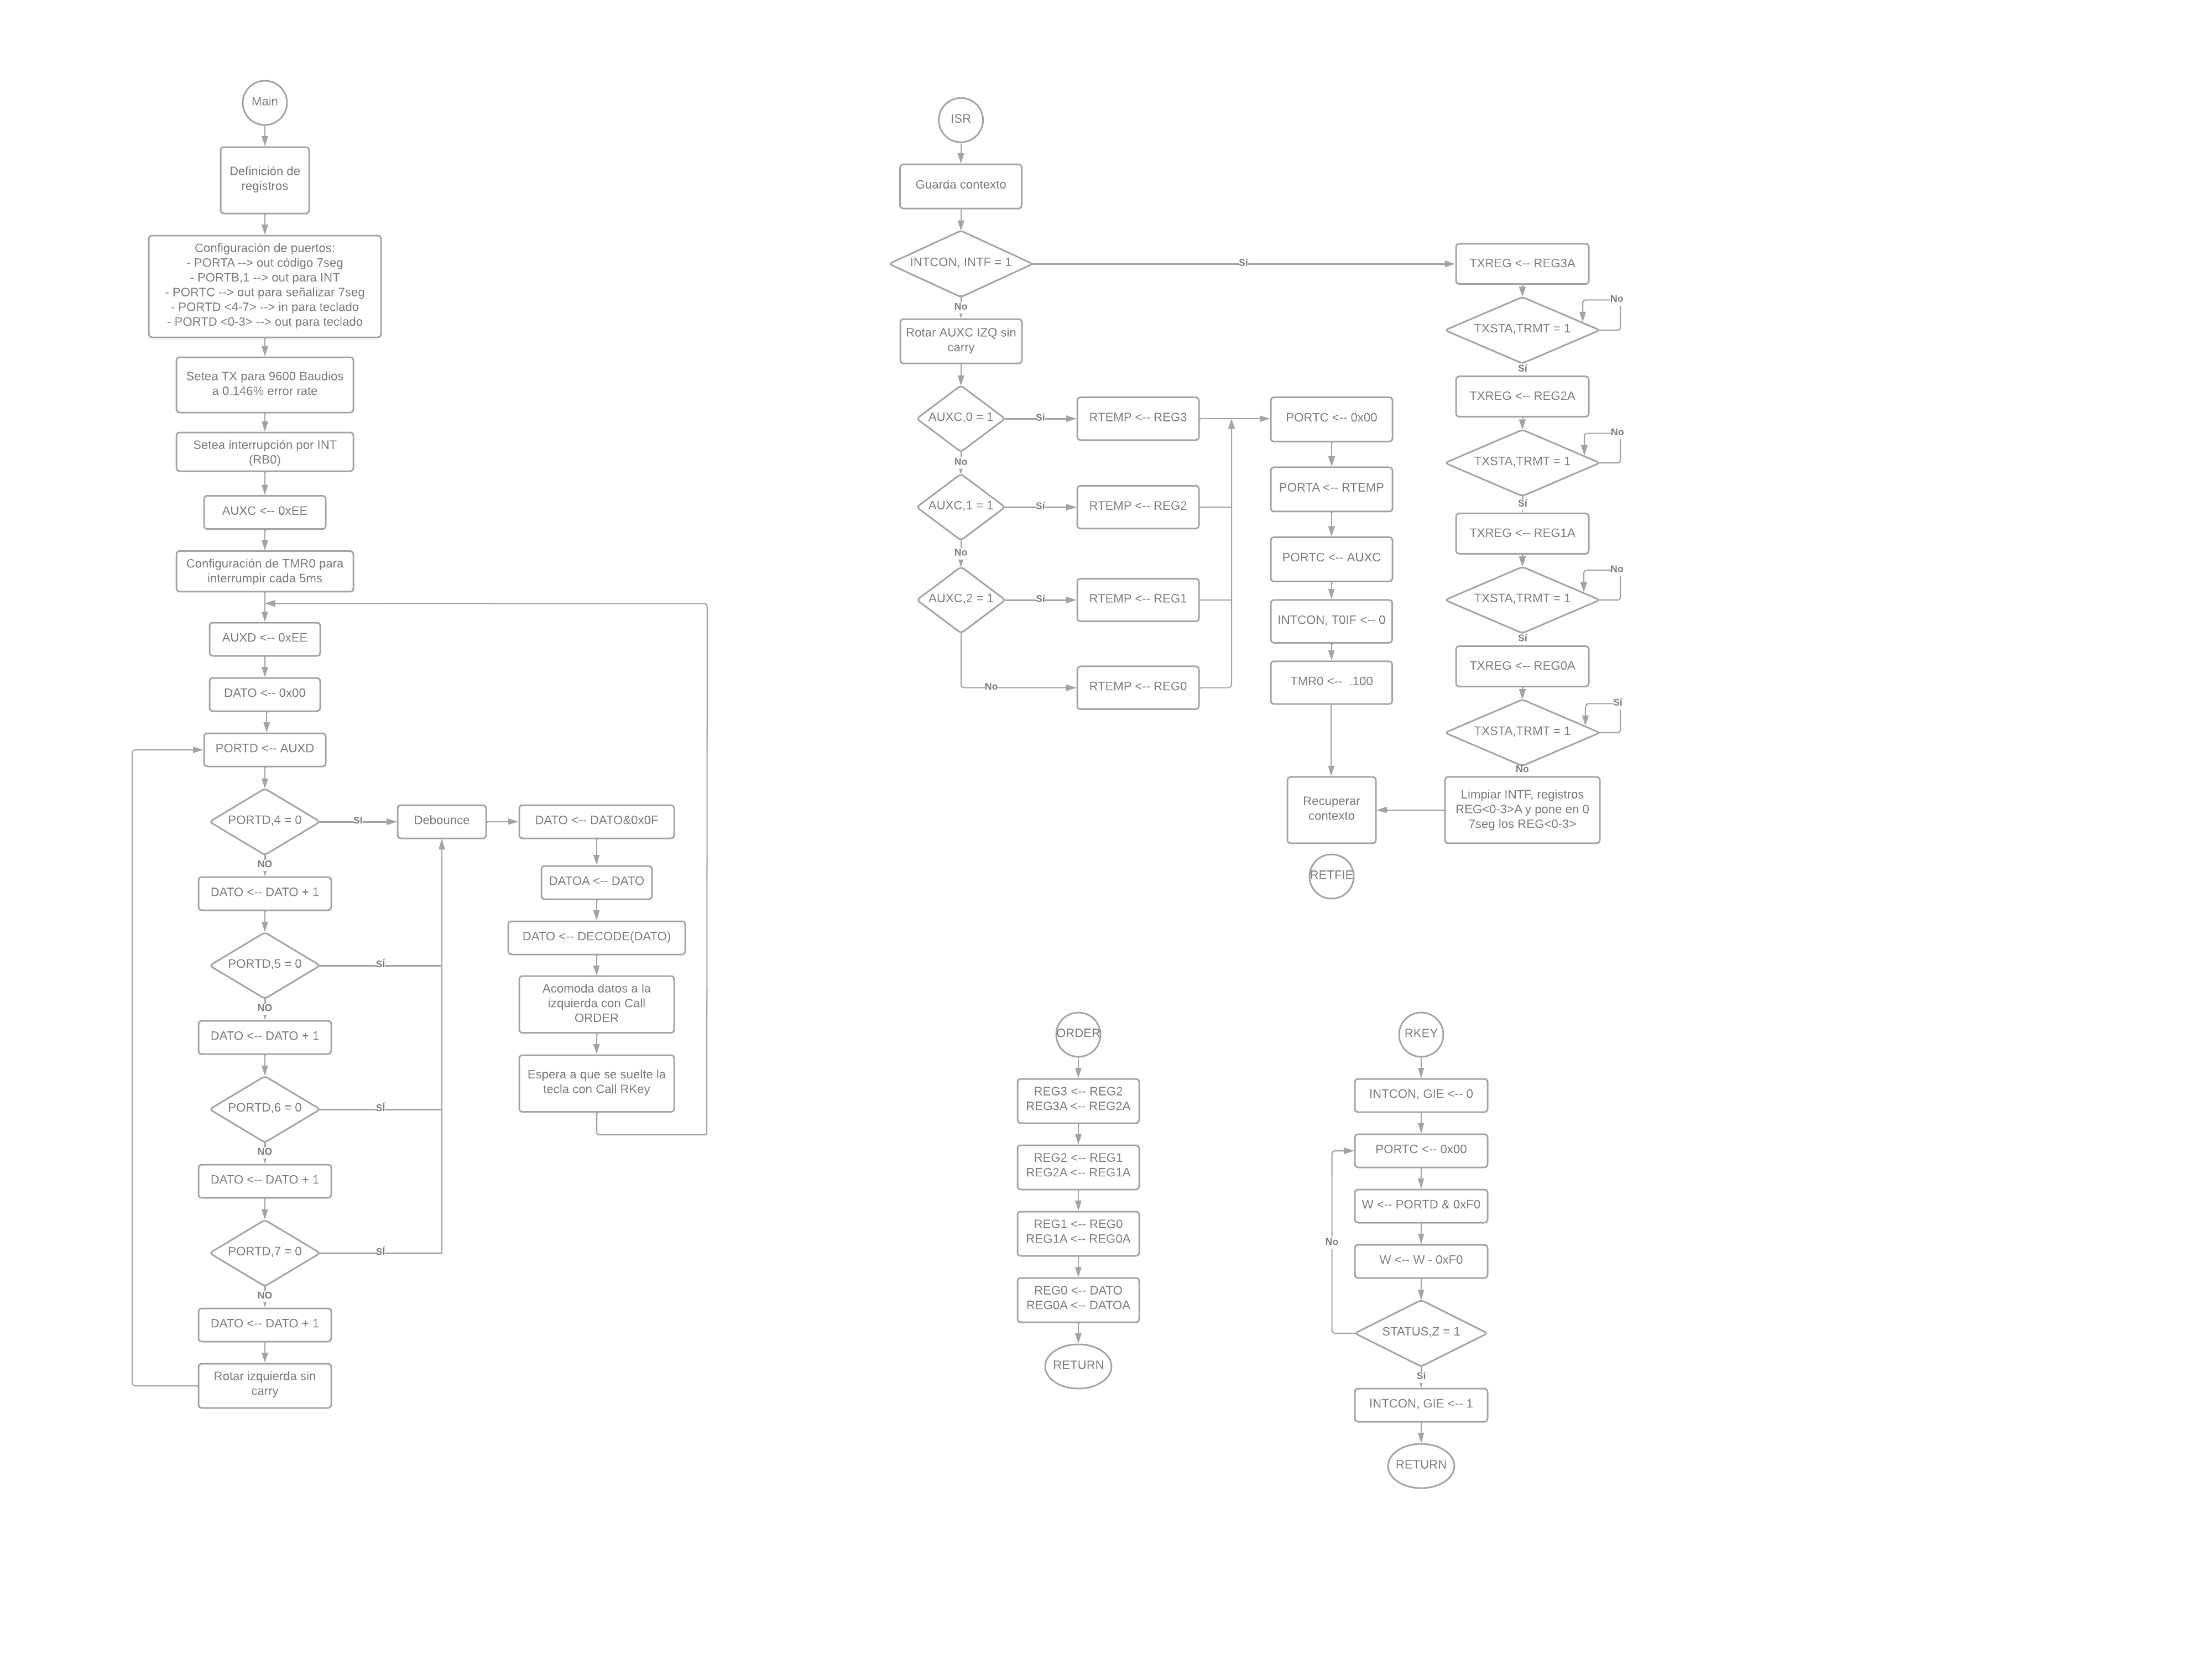 Main
Definición de
registros
Configuración de puertos:
- PORTA --> out código 7seg
- PORTB,1 --> out para INT
- PORTC --> out para señalizar 7seg
- PORTD <4-7> --> in para teclado
- PORTD <0-3> --> out para teclado
Setea TX para 9600 Baudios
a 0.146% error rate
Setea interrupción por INT
(RB0)
AUXC <-- 0xEE
Configuración de TMR0 para
interrumpir cada 5ms
AUXD <-- 0xEE
DATO <-- 0x00
PORTD <-- AUXD
PORTD,4 = 0
SI
NO
DATO <-- DATO + 1
PORTD,5 = 0
SÍ
NO
DATO <-- DATO + 1
PORTD,6 = 0
SÍ
NO
DATO <-- DATO + 1
PORTD,7 = 0
SÍ
NO
DATO <-- DATO + 1
Rotar izquierda sin
carry
Debounce
DATO <-- DATO&0x0F
DATOA <-- DATO
DATO <-- DECODE(DATO)
Acomoda datos a la
izquierda con Call
ORDER
Espera a que se suelte la
tecla con Call RKey
ISR
Guarda contexto
INTCON, INTF = 1
Sí
No
Rotar AUXC IZQ sin
carry
AUXC,0 = 1
Sí
RTEMP <-- REG3
No
AUXC,1 = 1
Sí
RTEMP <-- REG2
No
AUXC,2 = 1
Sí
RTEMP <-- REG1
No
RTEMP <-- REG0
PORTC <-- 0x00
PORTA <-- RTEMP
PORTC <-- AUXC
INTCON, T0IF <-- 0
TMR0 <-- .100
Recuperar
contexto
RETFIE
TXREG <-- REG3A
No
TXSTA,TRMT = 1
Sí
TXREG <-- REG2A
No
TXSTA,TRMT = 1
Sí
TXREG <-- REG1A
No
TXSTA,TRMT = 1
Sí
TXREG <-- REG0A
Sí
TXSTA,TRMT = 1
No
Limpiar INTF, registros
REG<0-3>A y pone en 0
7seg los REG<0-3>
ORDER
REG3 <-- REG2
REG3A <-- REG2A
REG2 <-- REG1
REG2A <-- REG1A
REG1 <-- REG0
REG1A <-- REG0A
REG0 <-- DATO
REG0A <-- DATOA
RETURN
RKEY
INTCON, GIE <-- 0
PORTC <-- 0x00
W <-- PORTD & 0xF0
No
W <-- W - 0xF0
STATUS,Z = 1
Sí
INTCON, GIE <-- 1
RETURN